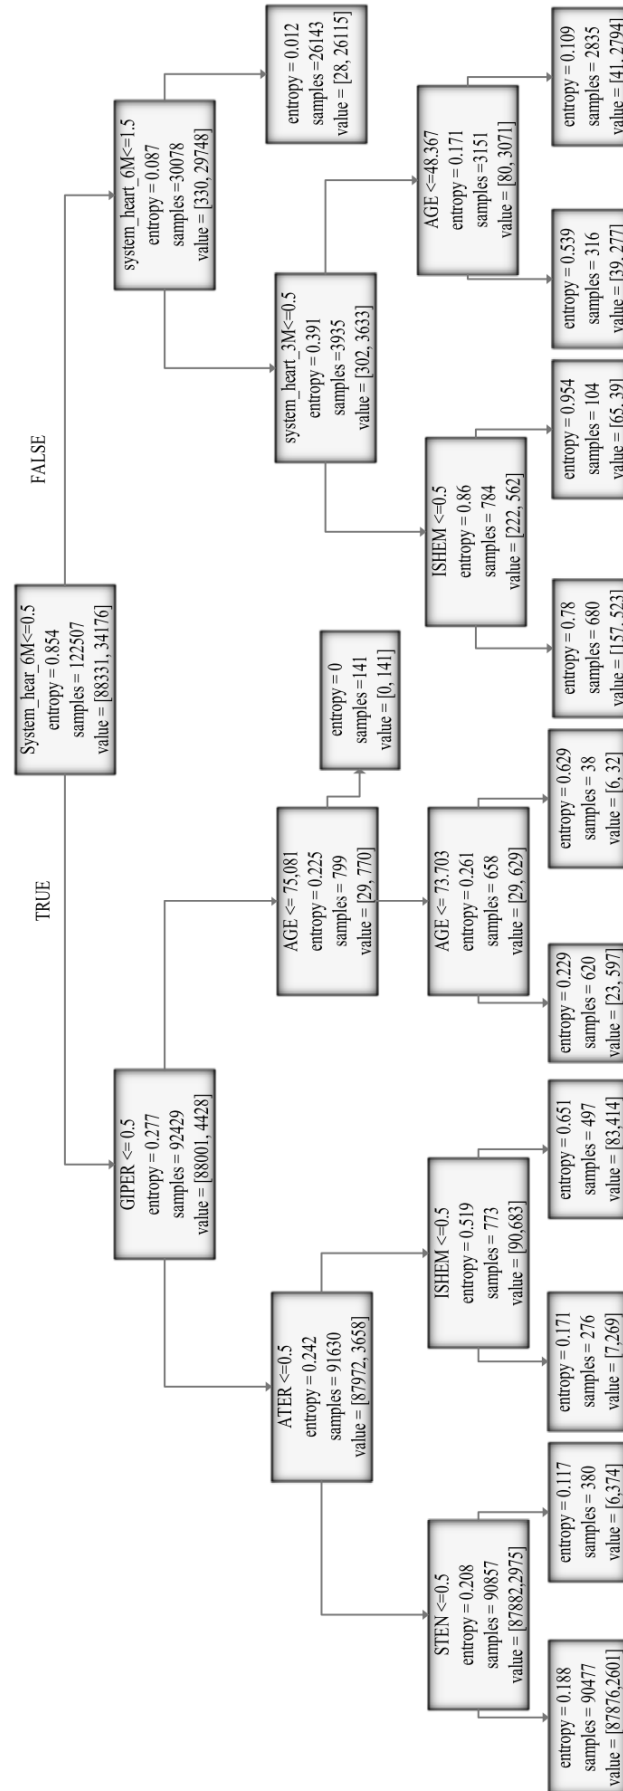 System_hear_6M<=0.5
entropy = 0.854
samples = 122507
value = [88331, 34176]
TRUE
FALSE
GIPER <= 0.5
entropy = 0.277
samples = 92429
value = [88001, 4428]
system_heart_6M<=1.5
entropy = 0.087
samples =30078
value = [330, 29748]
ATER <=0.5
entropy = 0.242
samples = 91630
value = [87972, 3658]
AGE <= 75,081
entropy = 0.225
samples = 799
value = [29, 770]
system_heart_3M<=0.5
entropy = 0.391
samples =3935
value = [302, 3633]
entropy = 0.012
samples =26143
value = [28, 26115]
STEN <=0.5
entropy = 0.208
samples = 90857
value = [87882,2975]
ISHEM <=0.5
entropy = 0.519
samples = 773
value = [90,683]
AGE <= 73.703
entropy = 0.261
samples = 658
value = [29, 629]
entropy = 0
samples = 141
value = [0, 141]
ISHEM <=0.5
entropy = 0.86
samples = 784
value = [222, 562]
AGE <=48.367
entropy = 0.171
samples =3151
value = [80, 3071]
entropy = 0.188
samples = 90477
value = [87876,2601]
entropy = 0.117
samples = 380
value = [6,374]
entropy = 0.171
samples = 276
value = [7,269]
entropy = 0.651
samples = 497
value = [83,414]
entropy = 0.229
samples = 620
value = [23, 597]
entropy = 0.629
samples = 38
value = [6, 32]
entropy = 0.78
samples = 680
value = [157, 523]
entropy = 0.954
samples = 104
value = [65, 39]
entropy = 0.539
samples = 316
value = [39, 277]
entropy = 0.109
samples = 2835
value = [41, 2794]